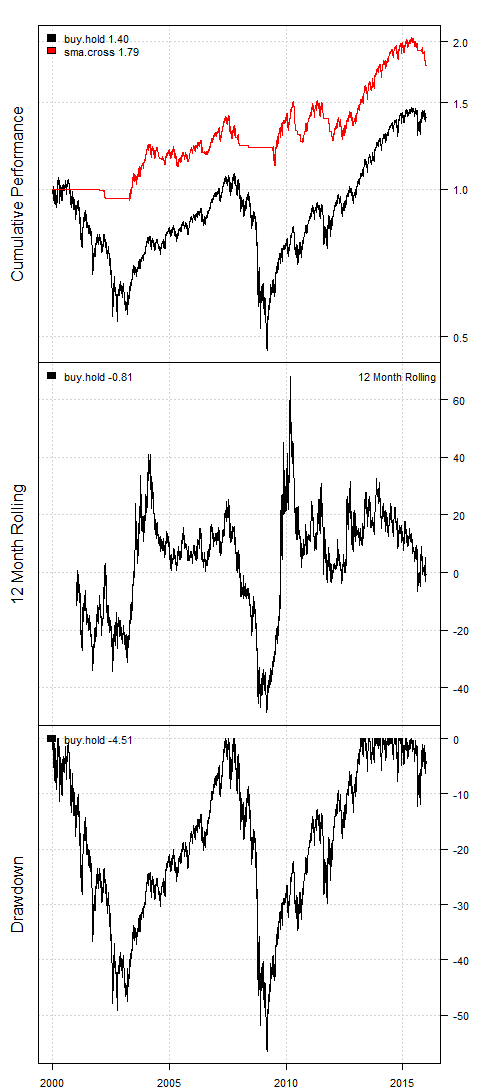 buy.hold 1.40
sma.cross 1.79
Cumulative Performance
2.0
1.5
1.0
0.5
buy.hold -0.81
12 Month Rolling
12 Month Rolling
60
40
20
0
-20
-40
buy.hold -4.51
Drawdown
0
-10
-20
-30
-40
-50
2000 2005 2010 2015